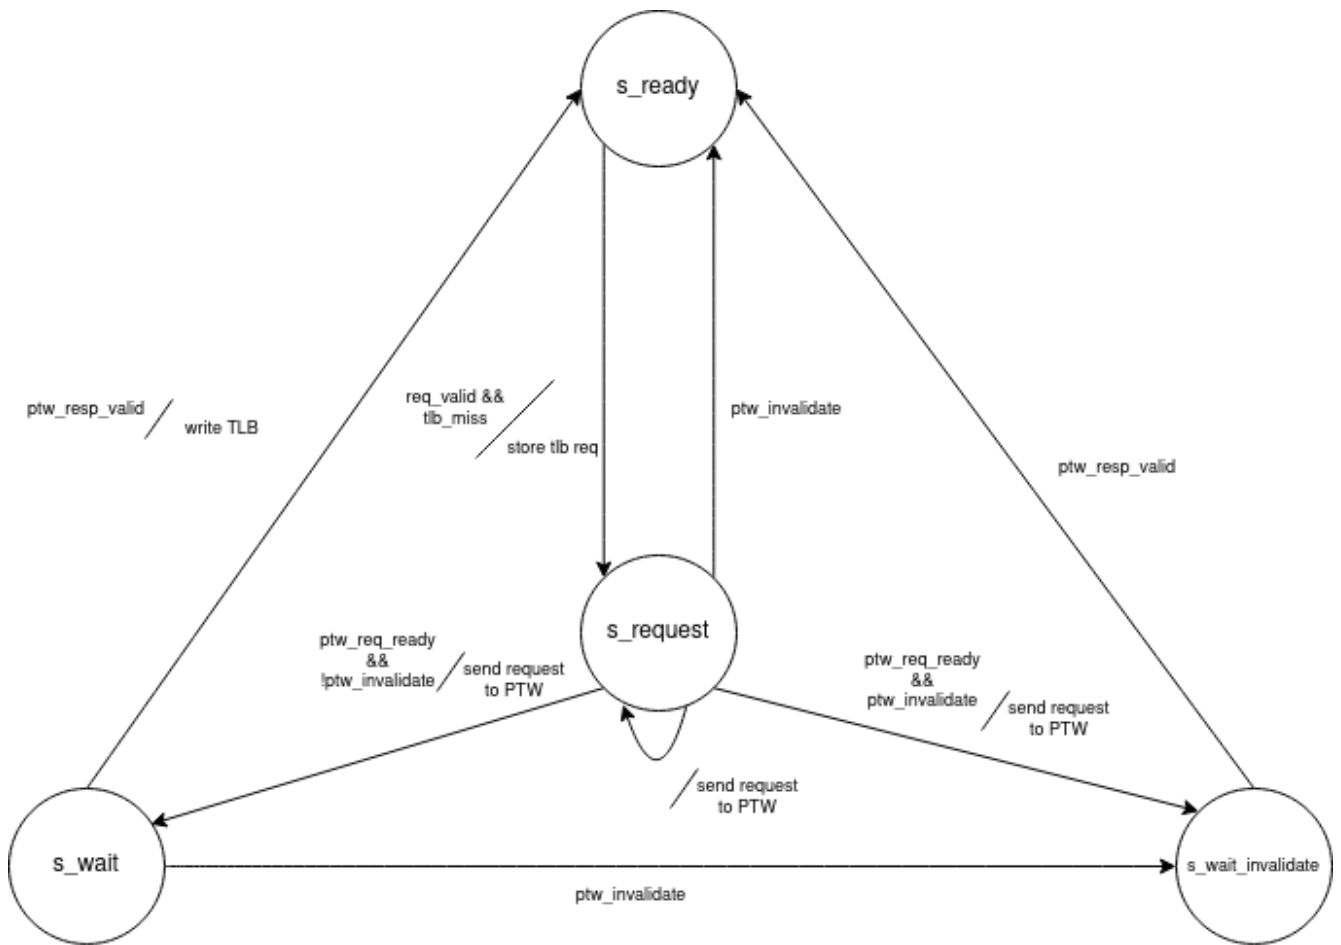 s_ready
req_valid &&
tlb_miss
store tlb req
ptw_invalidate
ptw_resp_valid
write TLB
ptw_resp_valid
s_request
ptw_req_ready
&&
!ptw_invalidate
send request
to PTW
ptw_req_ready
&&
ptw_invalidate
send request
to PTW
send request
to PTW
s_wait
s_wait_invalidate
ptw_invalidate